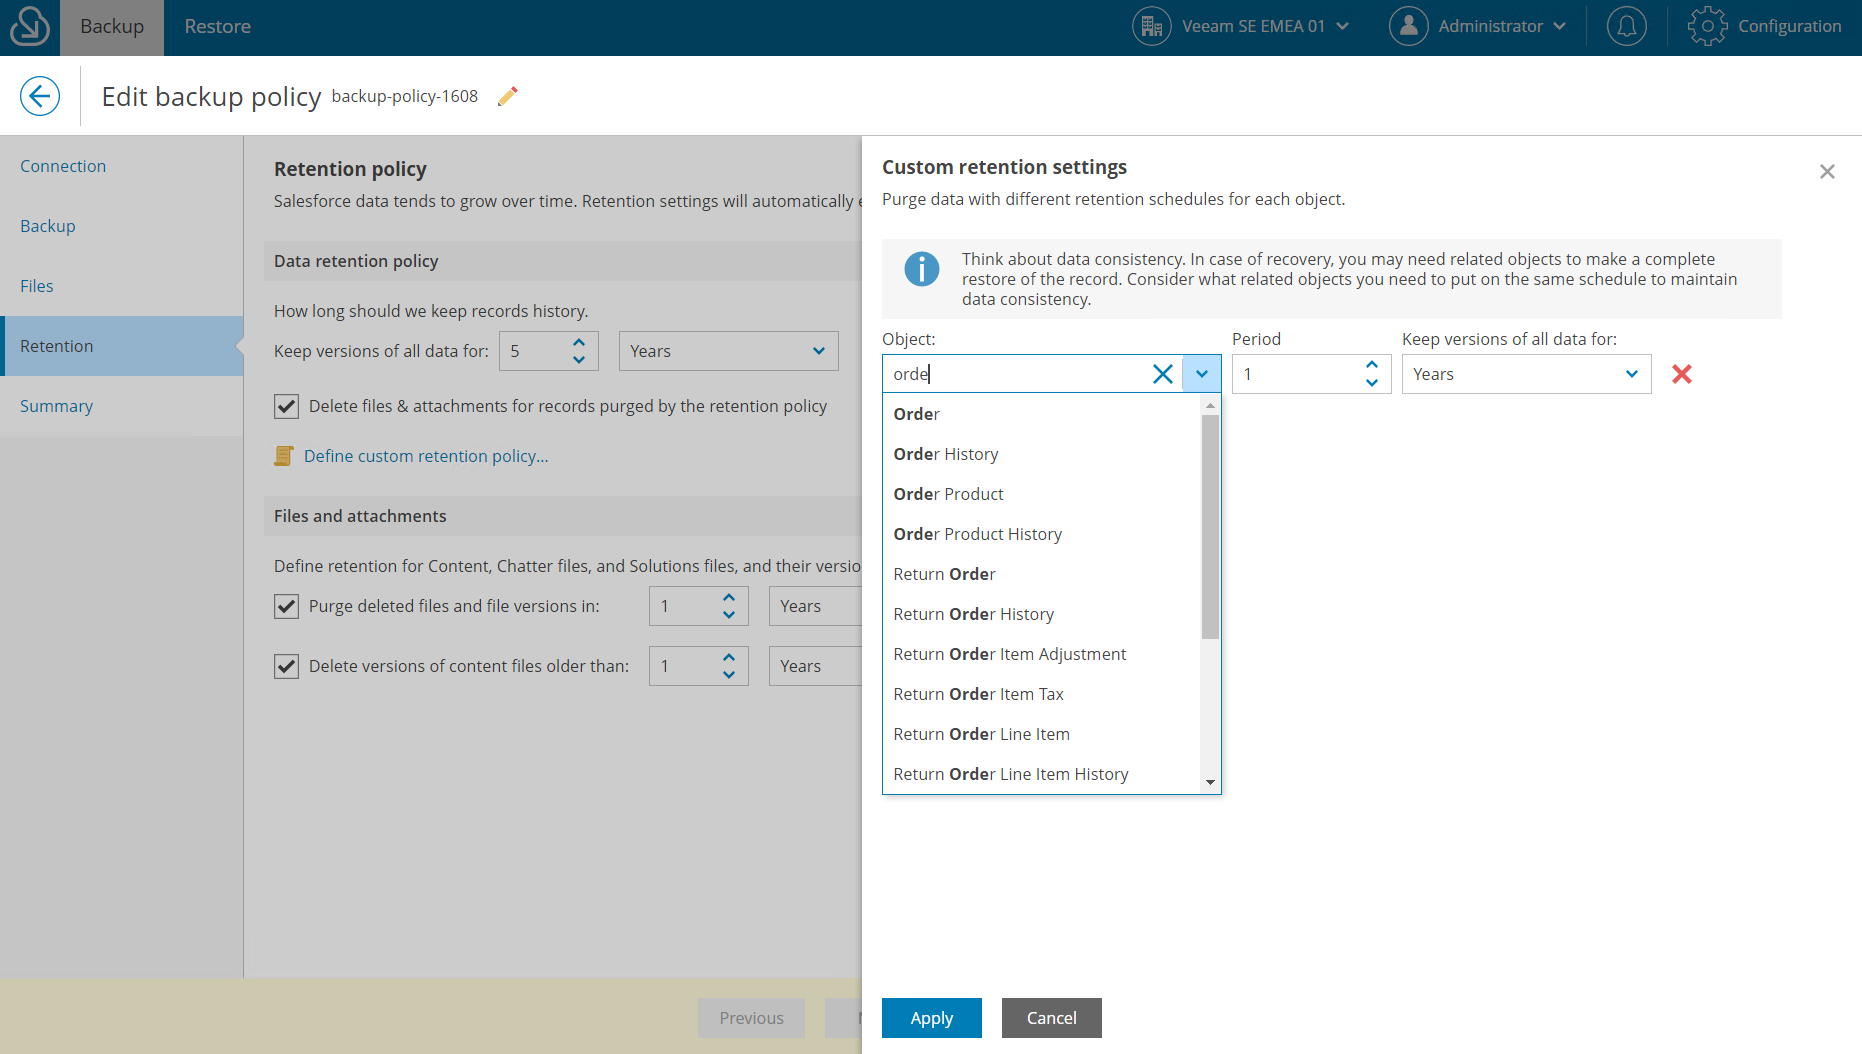 Backup
Restore
Veeam SE EMEA 01
Administrator
Configuration
Edit backup policy backup-policy-1608
Connection
Backup
Files
Retention
Summary
Retention policy
Salesforce data tends to grow over time. Retention settings will automatically
Data retention policy
How long should we keep records history.
Keep versions of all data for: 5 Years
Delete files & attachments for records purged by the retention policy
Define custom retention policy...
Files and attachments
Define retention for Content, Chatter files, and Solutions files, and their versio
Purge deleted files and file versions in: 1 Years
Delete versions of content files older than: 1 Years
Previous
Custom retention settings
Purge data with different retention schedules for each object.
Think about data consistency. In case of recovery, you may need related objects to make a complete
restore of the record. Consider what related objects you need to put on the same schedule to maintain
data consistency.
Object: Period Keep versions of all data for:
orde 1 Years
Order
Order History
Order Product
Order Product History
Return Order
Return Order History
Return Order Item Adjustment
Return Order Item Tax
Return Order Line Item
Return Order Line Item History
Apply
Cancel